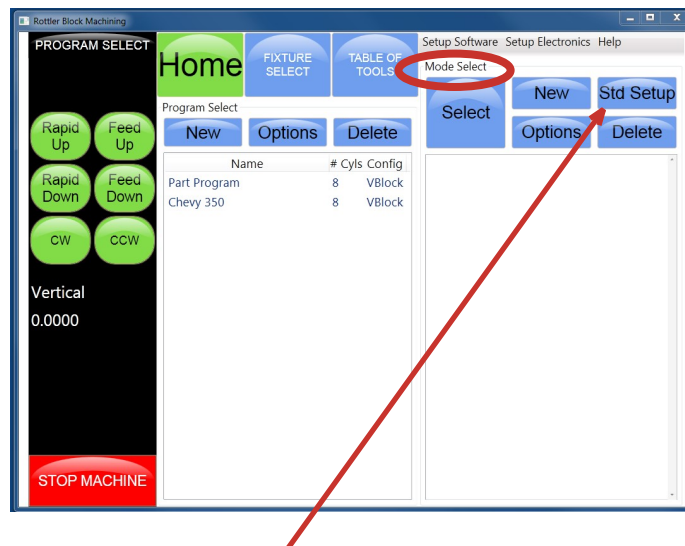 Rottler Block Machining
PROGRAM SELECT
Home
FIXTURE
SELECT
TABLE OF
TOOLS
Setup Software Setup Electronics Help
Mode Select
Select
New
Std Setup
Options
Delete
Program Select
New
Options
Delete
Name # Cyls Config
Part Program 8 VBlock
Chevy 350 8 VBlock
Rapid
Up
Feed
Up
Rapid
Down
Feed
Down
CW
CCW
Vertical
0.0000
STOP MACHINE